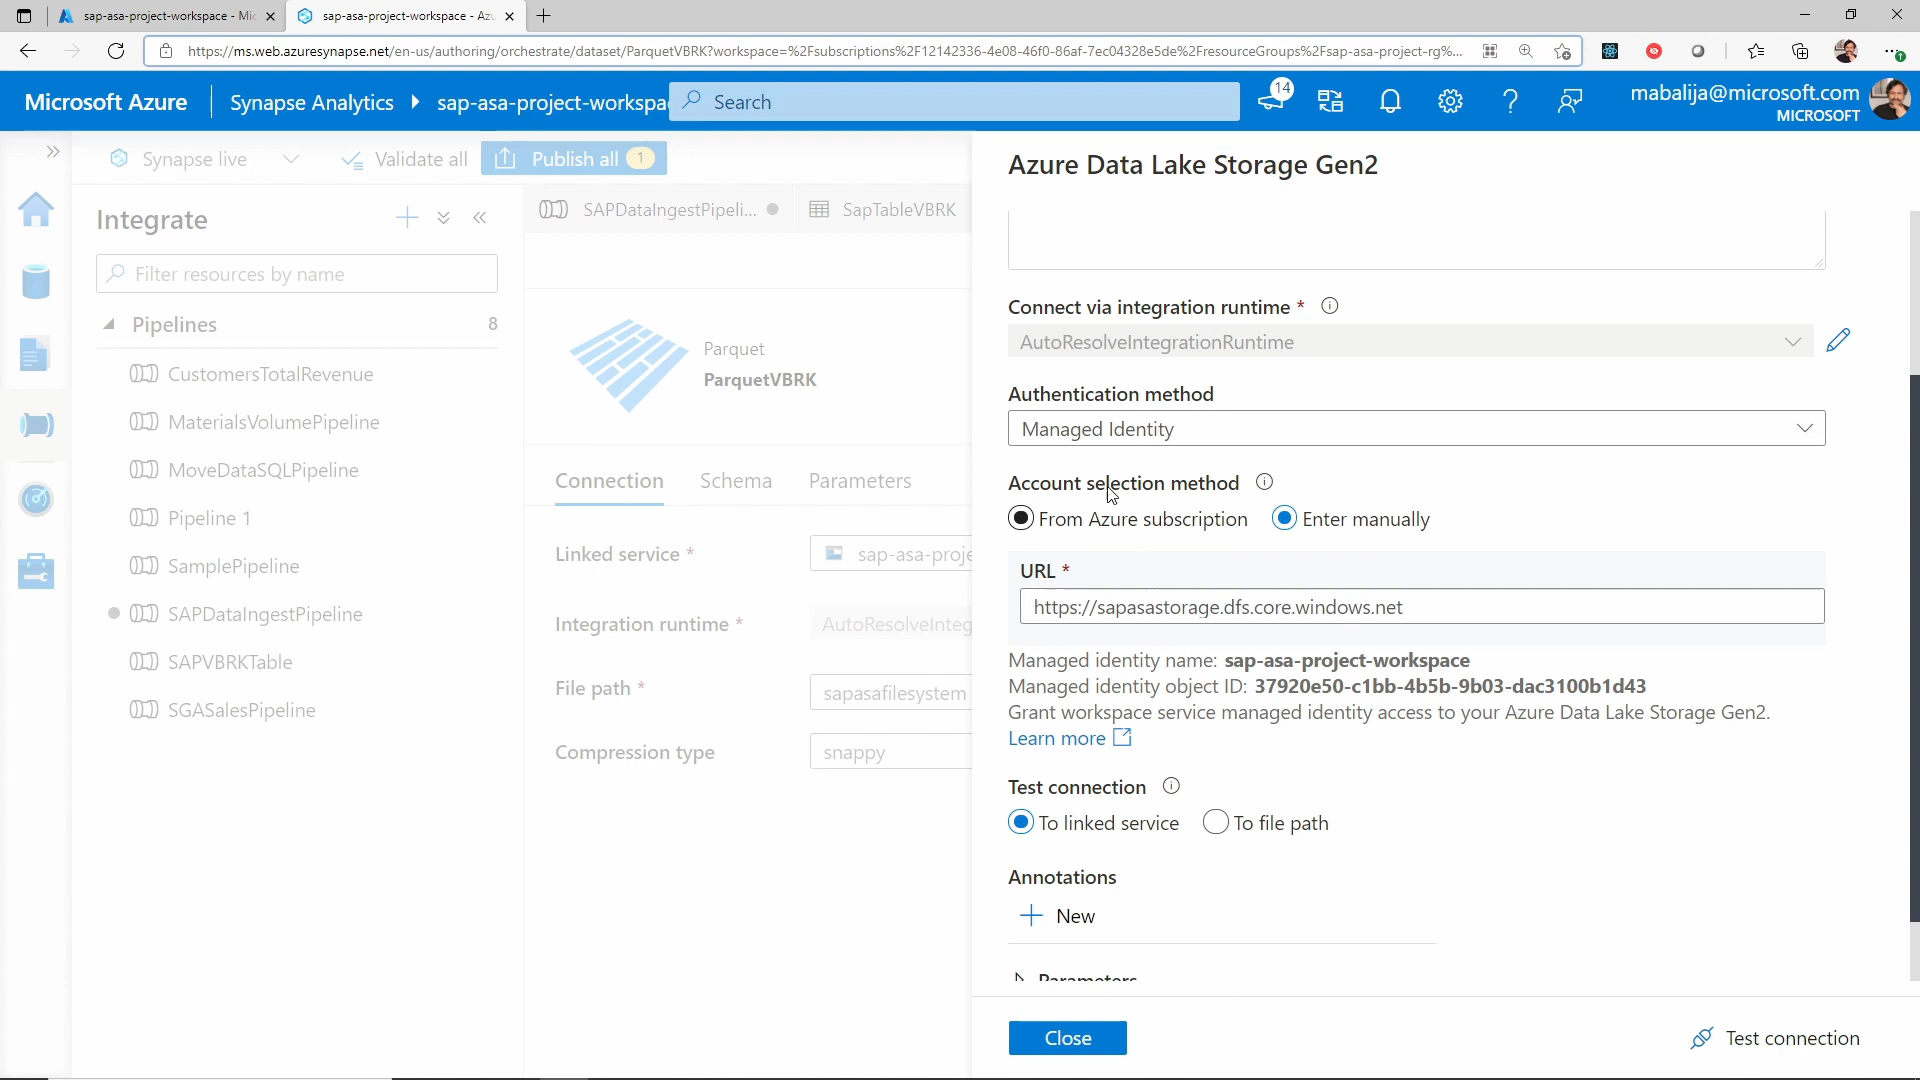 sap-asa-project-workspace - Mic
sap-asa-project-workspace - Azu
https://ms.web.azuresynapse.net/en-us/authoring/orchestrate/dataset/ParquetVBRK?workspace=%2Fsubscriptions%2F12142336-4e08-46f0-86af-7ec04328e5de%2FresourceGroups%2Fsap-asa-project-rg%...
Microsoft Azure
Synapse Analytics
sap-asa-project-workspa
Search
14
mabalija@microsoft.com
MICROSOFT
Synapse live
Validate all
Publish all 1
Integrate
Filter resources by name
Pipelines 8
CustomersTotalRevenue
MaterialsVolumePipeline
MoveDataSQLPipeline
Pipeline 1
SamplePipeline
SAPDataIngestPipeline
SAPVBRKTable
SGASalesPipeline
SAPDataIngestPipeli...
SapTableVBRK
Parquet
ParquetVBRK
Connection
Schema
Parameters
Linked service *
sap-asa-proje
Integration runtime *
AutoResolveInteg
File path *
sapasafilesystem
Compression type
snappy
Azure Data Lake Storage Gen2
Connect via integration runtime *
AutoResolveIntegrationRuntime
Authentication method
Managed Identity
Account selection method
From Azure subscription
Enter manually
URL *
https://sapasastorage.dfs.core.windows.net
Managed identity name: sap-asa-project-workspace
Managed identity object ID: 37920e50-c1bb-4b5b-9b03-dac3100b1d43
Grant workspace service managed identity access to your Azure Data Lake Storage Gen2.
Learn more
Test connection
To linked service
To file path
Annotations
New
Parameters
Close
Test connection